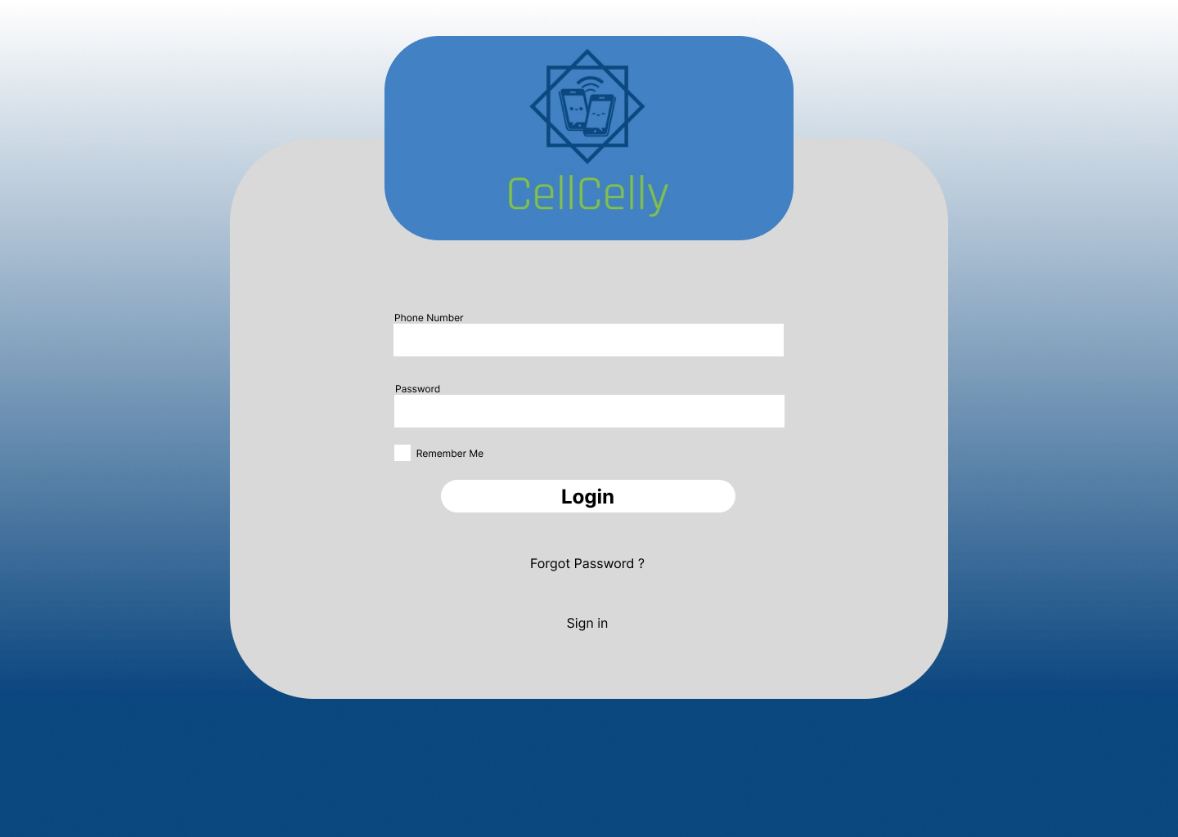 CellCelly
Phone Number
Password
Remember Me
Login
Forgot Password ?
Sign in